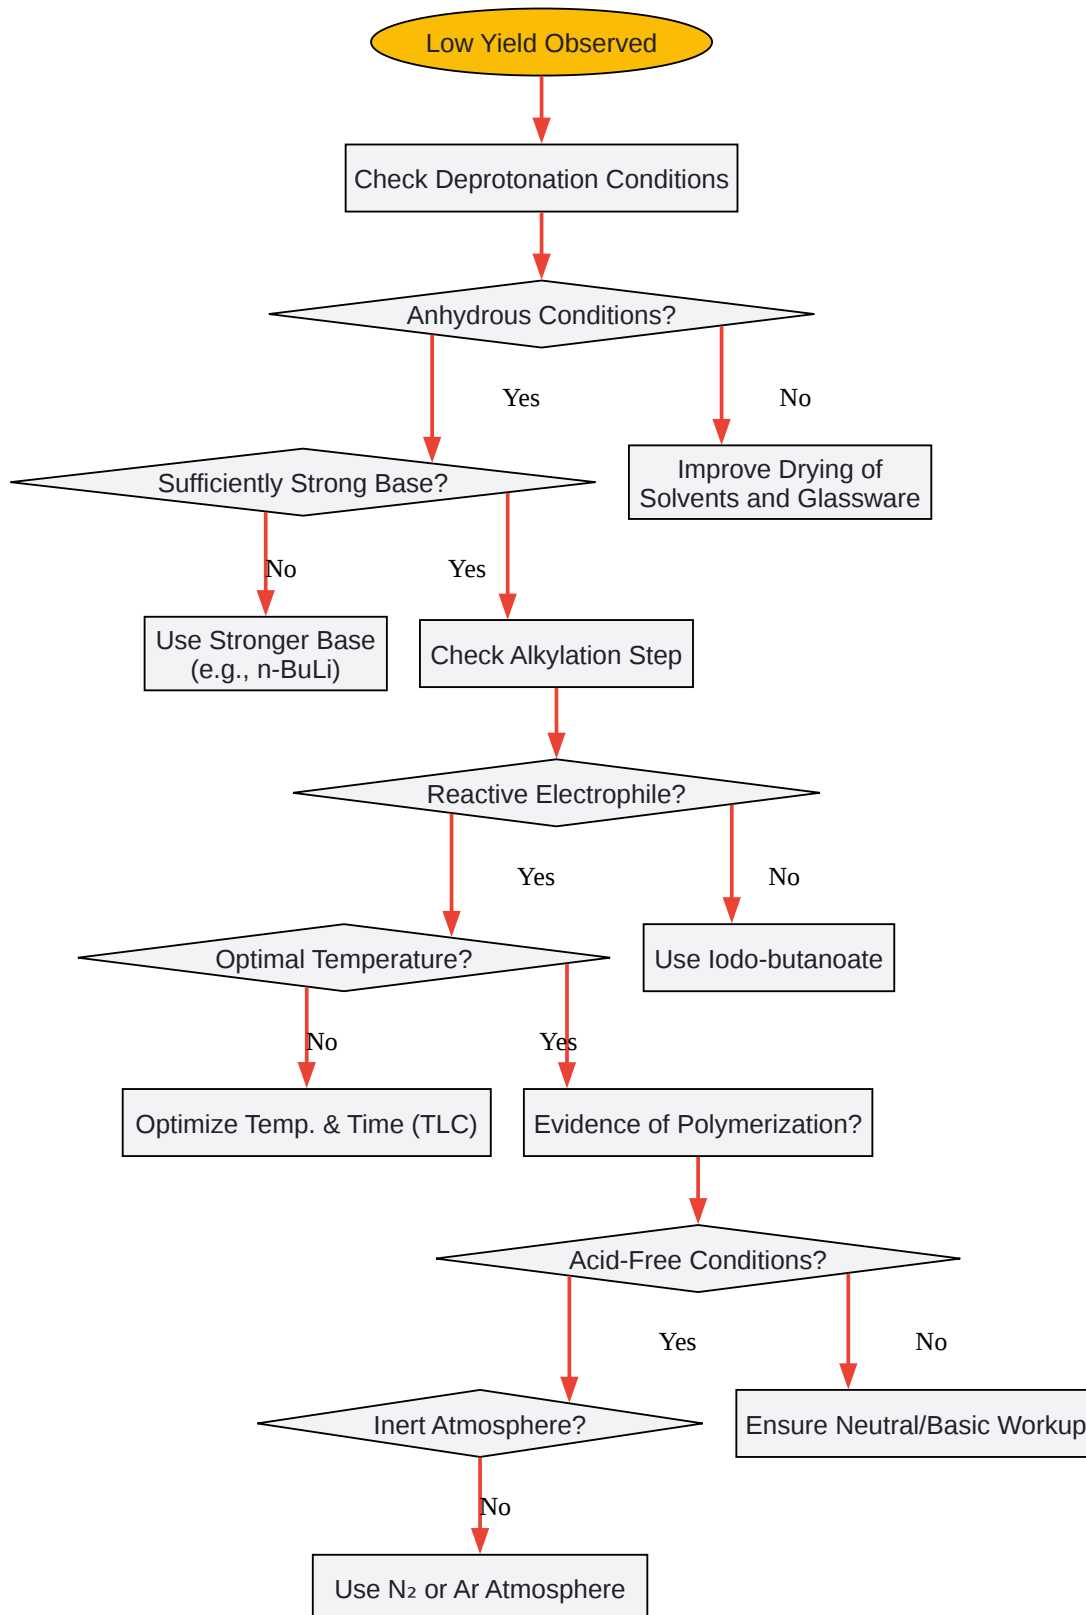 Low Yield Observed
Check Deprotonation Conditions
Anhydrous Conditions?
Yes
No
Sufficiently Strong Base?
Improve Drying of
Solvents and Glassware
No
Yes
Use Stronger Base
(e.g., n-BuLi)
Check Alkylation Step
Reactive Electrophile?
Yes
No
Optimal Temperature?
Use Iodo-butanoate
No
Yes
Optimize Temp. & Time (TLC)
Evidence of Polymerization?
Acid-Free Conditions?
Yes
No
Inert Atmosphere?
Ensure Neutral/Basic Workup
No
Use N₂ or Ar Atmosphere